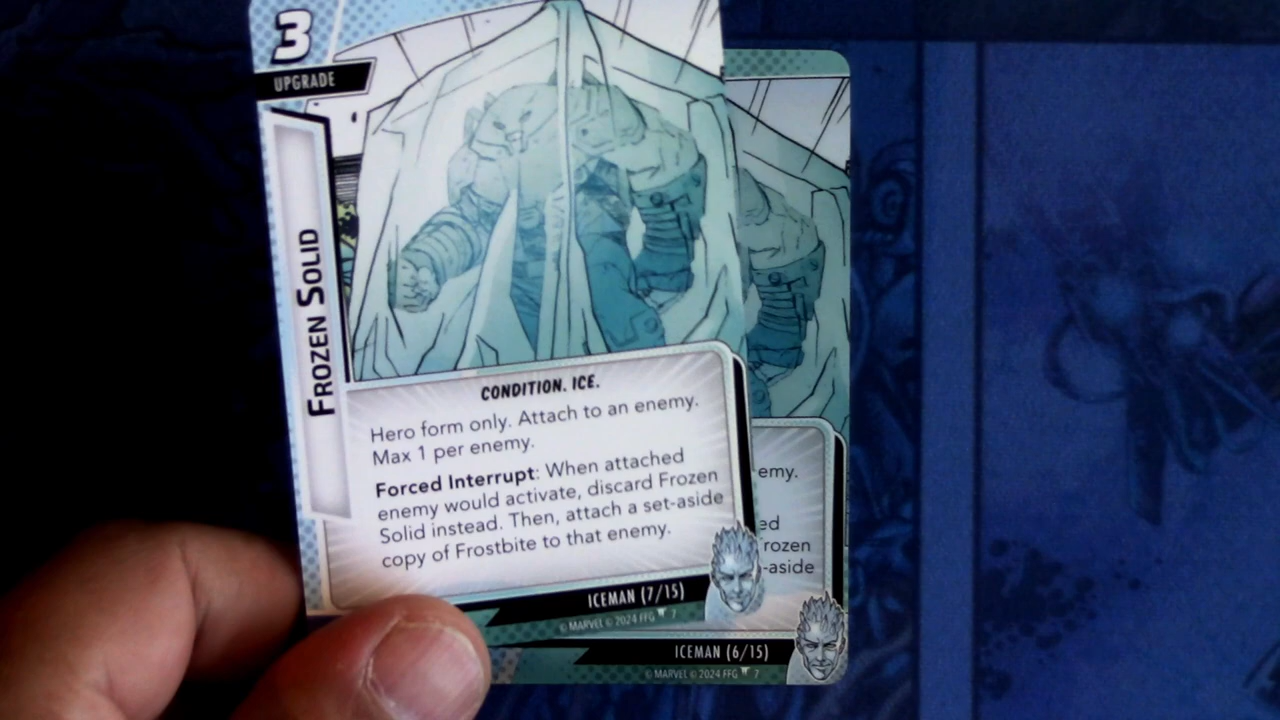 3
UPGRADE
FROZEN SOLID
CONDITION. ICE.
Hero form only. Attach to an enemy.
Max 1 per enemy.
Forced Interrupt: When attached
enemy would activate, discard Frozen
Solid instead. Then, attach a set-aside
copy of Frostbite to that enemy.
ICEMAN (7/15)
© MARVEL © 2024 FFG 7
emy.
ed
rozen
-aside
ICEMAN (6/15)
© MARVEL © 2024 FFG 7